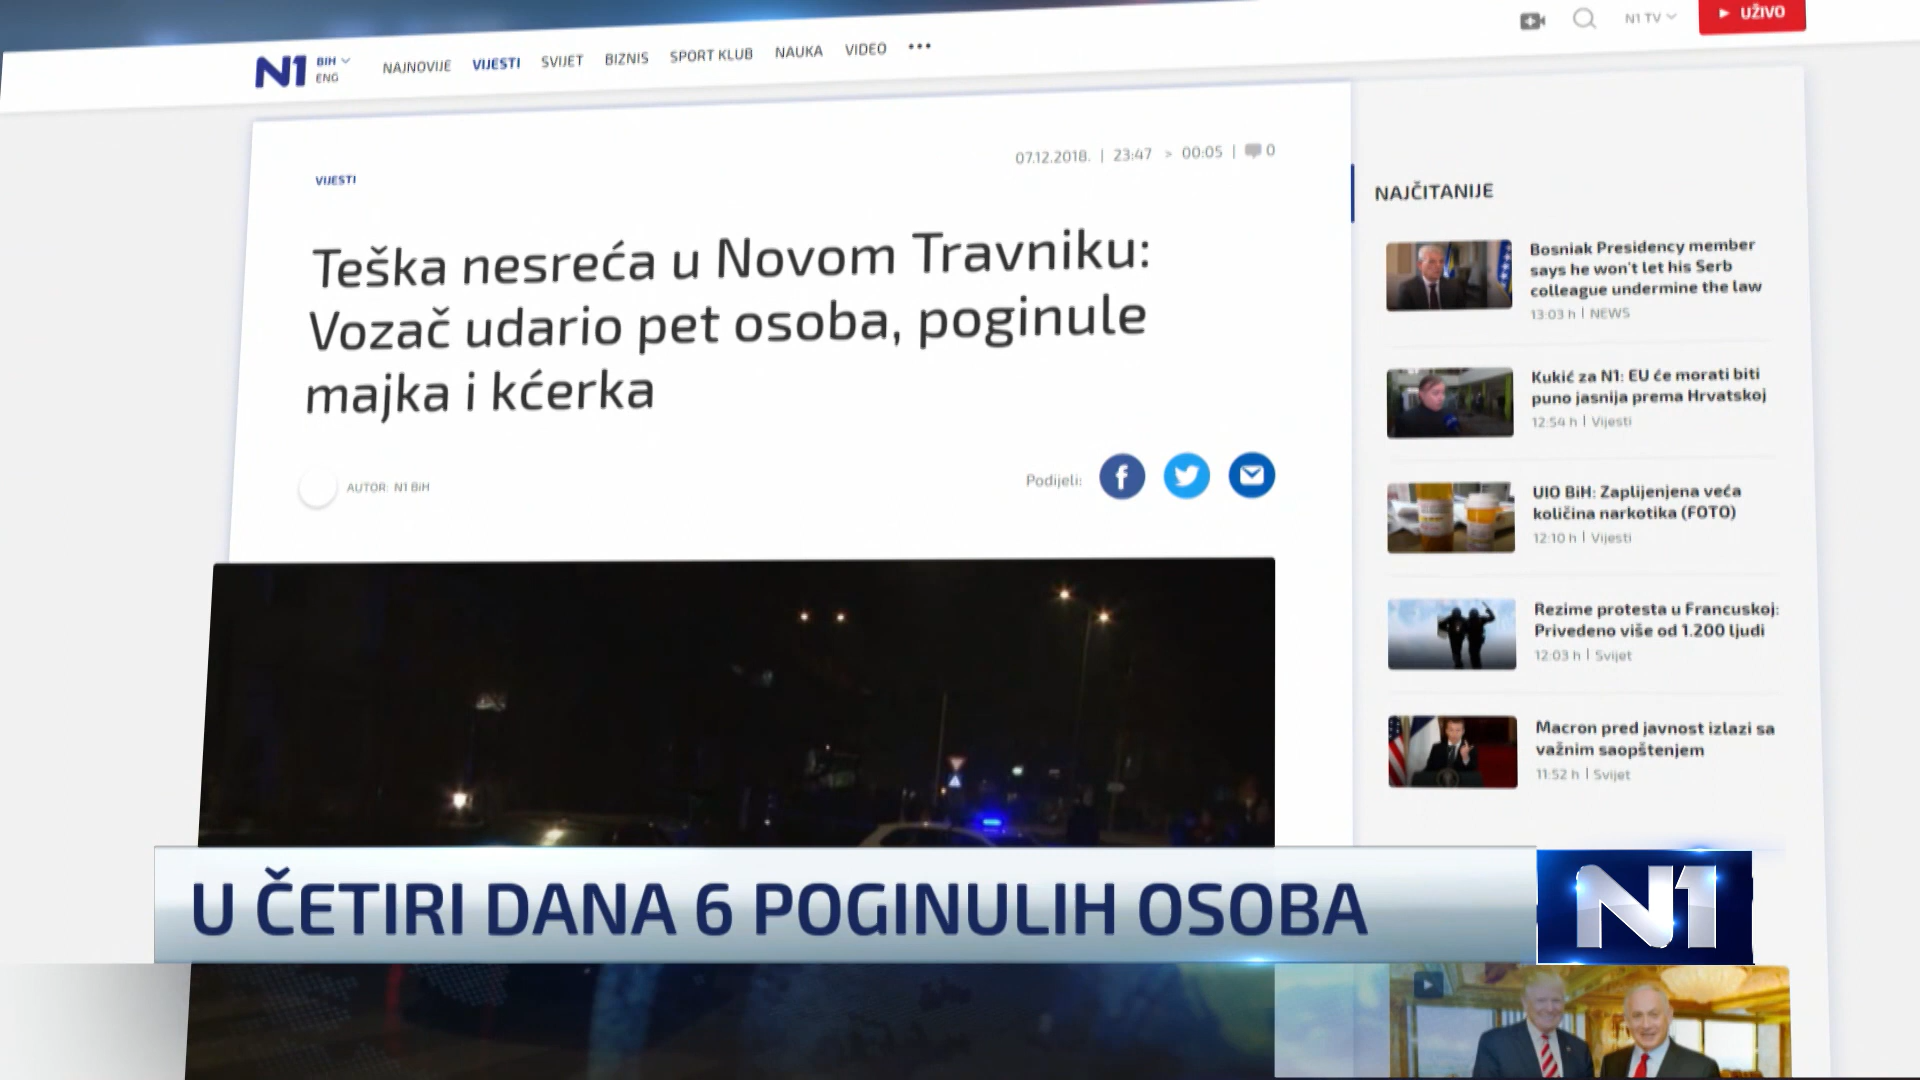 N1
BIH
ENG
NAJNOVIJE VIJESTI SVIJET BIZNIS SPORT KLUB NAUKA VIDEO •••
N1 TV
UŽIVO
VIJESTI
07.12.2018. | 23:47 > 00:05 | 0
Teška nesreća u Novom Travniku:
Vozač udario pet osoba, poginule
majka i kćerka
AUTOR: N1 BiH
Podijeli:
NAJČITANIJE
Bosniak Presidency member
says he won't let his Serb
colleague undermine the law
13:03 h | NEWS
Kukić za N1: EU će morati biti
puno jasnija prema Hrvatskoj
12:54 h | Vijesti
UIO BiH: Zaplijenjena veća
količina narkotika (FOTO)
12:10 h | Vijesti
Rezime protesta u Francuskoj:
Privedeno više od 1.200 ljudi
12:03 h | Svijet
Macron pred javnost izlazi sa
važnim saopštenjem
11:52 h | Svijet
U ČETIRI DANA 6 POGINULIH OSOBA
N1